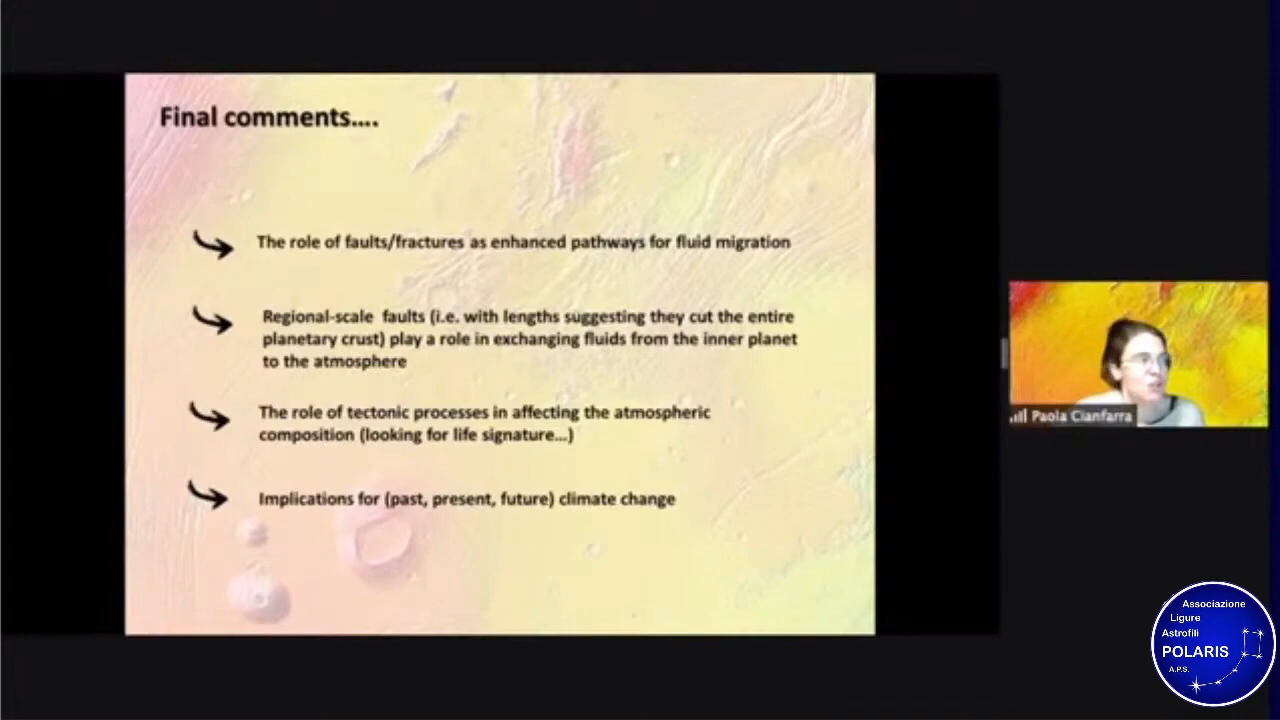 Final comments....
The role of faults/fractures as enhanced pathways for fluid migration
Regional-scale faults (i.e. with lengths suggesting they cut the entire
planetary crust) play a role in exchanging fluids from the inner planet
to the atmosphere
The role of tectonic processes in affecting the atmospheric
composition (looking for life signature...)
Implications for (past, present, future) climate change
Paola Cianfarra
Associazione
Ligure
Astrofili
POLARIS
A.P.S.